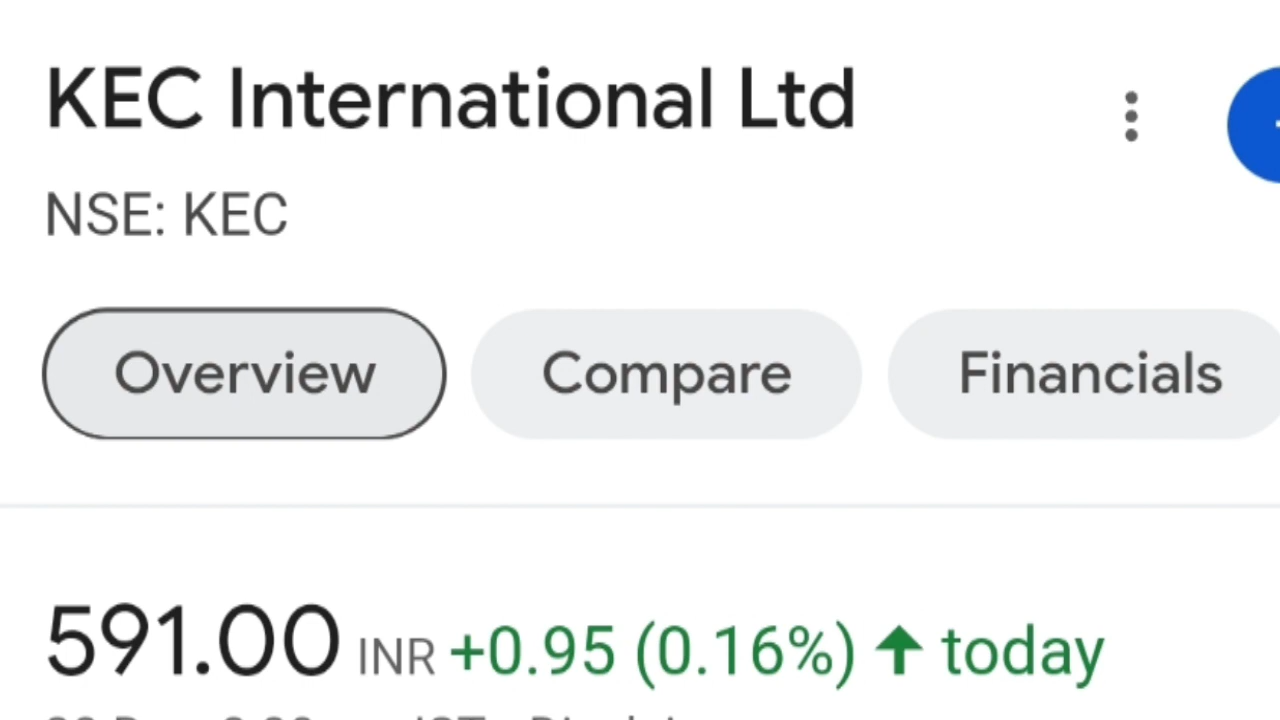 KEC International Ltd
NSE: KEC
Overview Compare Financials
591.00 INR +0.95 (0.16%) ↑ today